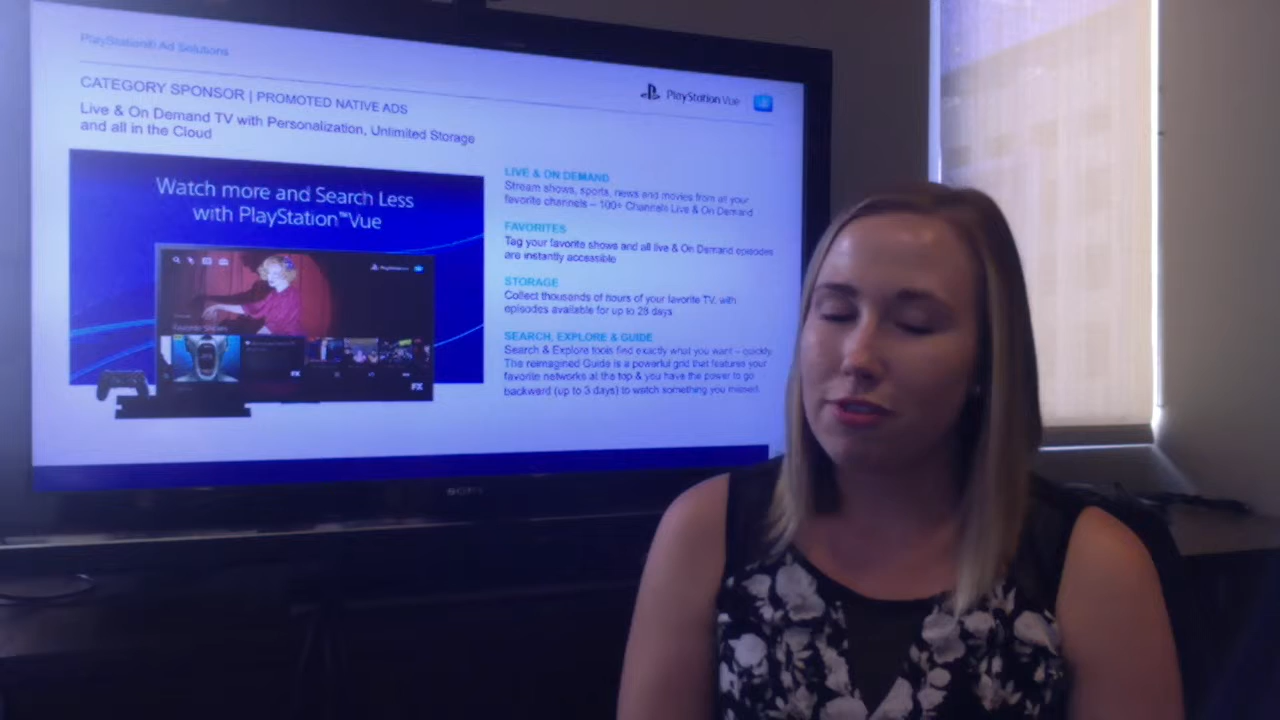 PlayStation® Ad Solutions
CATEGORY SPONSOR | PROMOTED NATIVE ADS
PlayStation Vue
Live & On Demand TV with Personalization, Unlimited Storage
and all in the Cloud
Watch more and Search Less
with PlayStation™Vue
PlayStation
Favorite Shows
FX
FX
LIVE & ON DEMAND
Stream shows, sports, news and movies from all your
favorite channels – 100+ Channels Live & On Demand
FAVORITES
Tag your favorite shows and all live & On Demand episodes
are instantly accessible
STORAGE
Collect thousands of hours of your favorite TV, with
episodes available for up to 28 days
SEARCH, EXPLORE & GUIDE
Search & Explore tools find exactly what you want – quickly
The reimagined Guide is a powerful grid that features your
favorite networks at the top & you have the power to go
backward (up to 3 days) to watch something you missed.
SONY